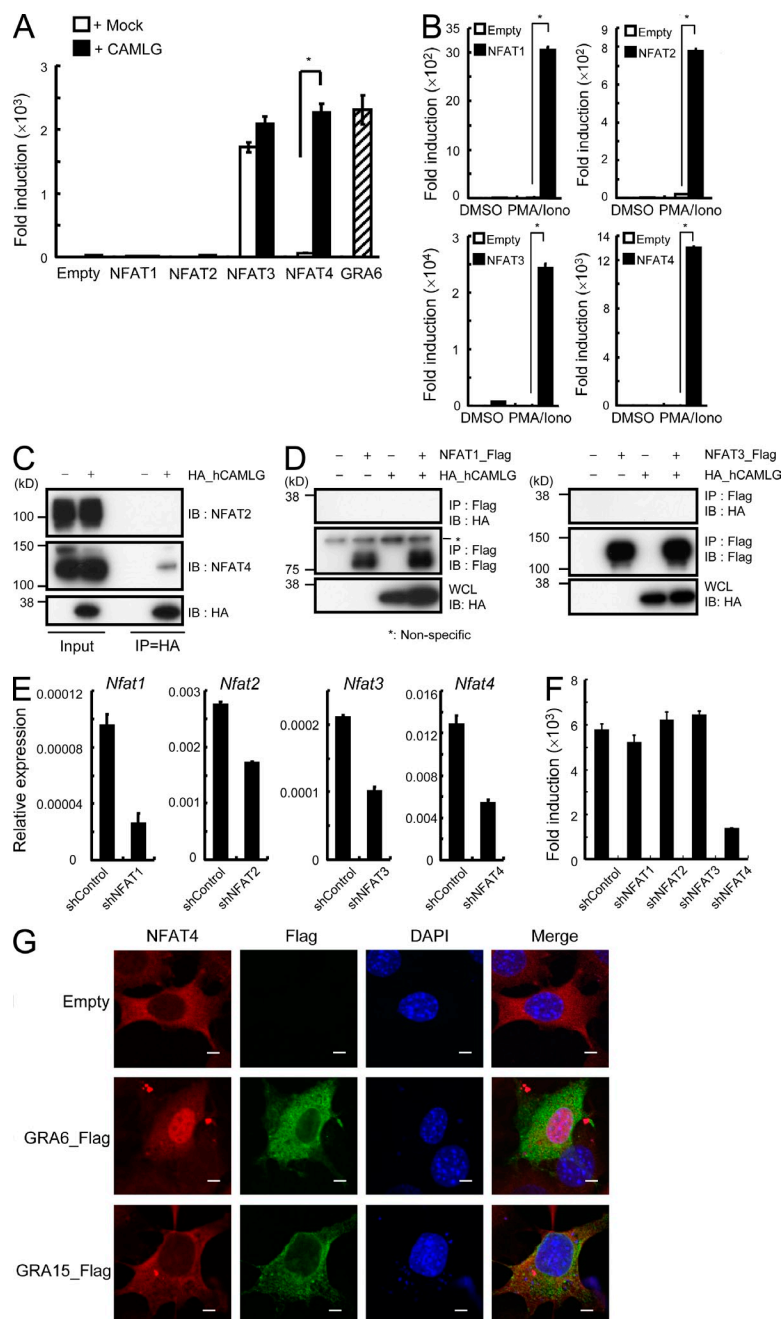 A
+ Mock
+ CAMLG
Fold induction (×10³)
3
2
1
0
*
Empty NFAT1 NFAT2 NFAT3 NFAT4 GRA6
B
Empty
NFAT1
*
Fold induction (×10²)
35
30
20
10
0
DMSO PMA/Iono
Empty
NFAT2
*
Fold induction (×10²)
8
6
4
2
0
DMSO PMA/Iono
Empty
NFAT3
*
Fold induction (×10⁴)
3
2
1
0
DMSO PMA/Iono
Empty
NFAT4
*
Fold induction (×10³)
14
12
8
4
0
DMSO PMA/Iono
C
– + – + HA_hCAMLG
(kD)
100 IB : NFAT2
150
100 IB : NFAT4
38 IB : HA
Input IP=HA
D
– + – + NFAT1_Flag
– – + + HA_hCAMLG
(kD)
38 IP : Flag
IB : HA
*
75 IP : Flag
IB : Flag
38 WCL
IB: HA
*: Non-specific
– + – + NFAT3_Flag
– – + + HA_hCAMLG
(kD)
38 IP : Flag
IB : HA
150
100 IP : Flag
IB : Flag
38 WCL
IB: HA
E
Relative expression
Nfat1
0.00012
0.00008
0.00004
0
shControl shNFAT1
Nfat2
0.003
0.002
0.001
0
shControl shNFAT2
Nfat3
0.0002
0.0001
0
shControl shNFAT3
Nfat4
0.016
0.012
0.008
0.004
0
shControl shNFAT4
F
Fold induction (×10³)
8
6
4
2
0
shControl shNFAT1 shNFAT2 shNFAT3 shNFAT4
G
NFAT4 Flag DAPI Merge
Empty
GRA6_Flag
GRA15_Flag